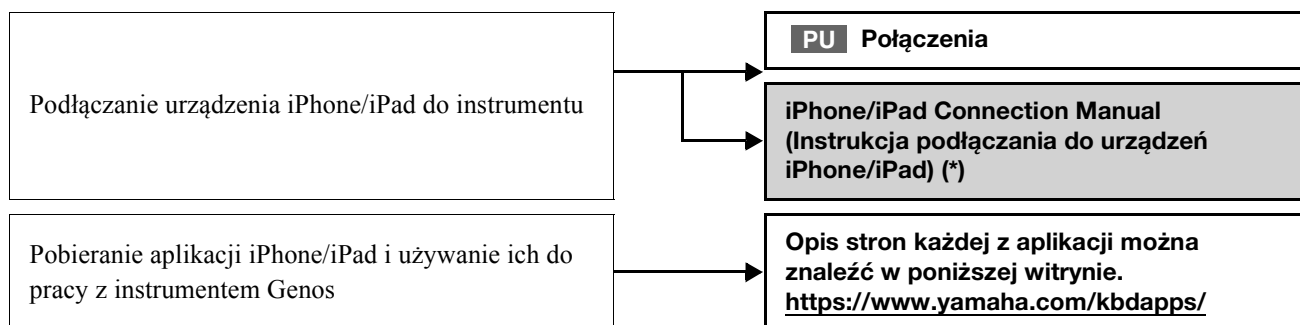 Podłączanie urządzenia iPhone/iPad do instrumentu
PU Połączenia
iPhone/iPad Connection Manual
(Instrukcja podłączania do urządzeń
iPhone/iPad) (*)
Pobieranie aplikacji iPhone/iPad i używanie ich do
pracy z instrumentem Genos
Opis stron każdej z aplikacji można
znaleźć w poniższej witrynie.
https://www.yamaha.com/kbdapps/